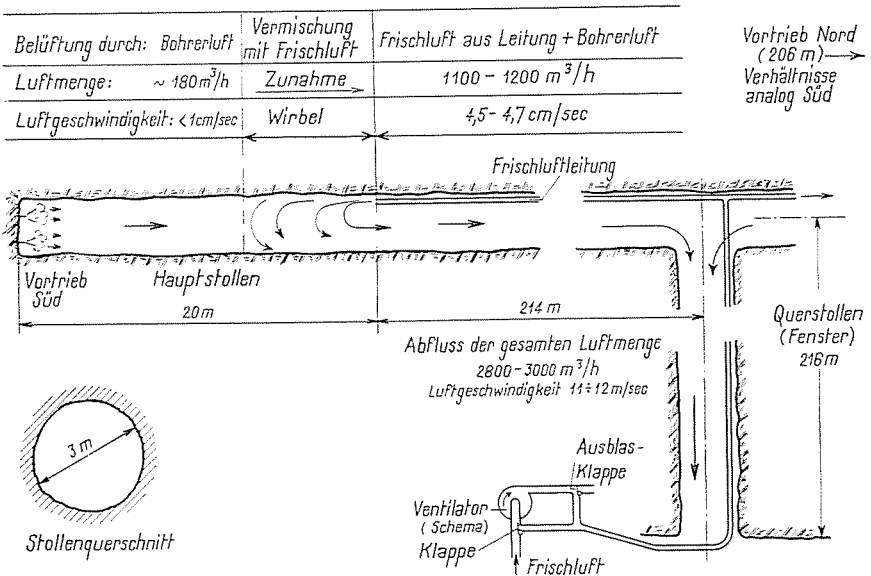 Belüftung durch: Bohrerluft
Vermischung
mit Frischluft
Frischluft aus Leitung + Bohrerluft
Luftmenge: ~ 180 m³/h
Zunahme
1100 – 1200 m³/h
Luftgeschwindigkeit: < 1 cm/sec
Wirbel
4,5 – 4,7 cm/sec
Vortrieb Nord
(206 m)
Verhältnisse
analog Süd
Frischluftleitung
Vortrieb
Süd
Hauptstollen
20 m
214 m
Querstollen
(Fenster)
216 m
Abfluss der gesamten Luftmenge
2800 – 3000 m³/h
Luftgeschwindigkeit 11 ÷ 12 m/sec
3 m
Stollenquerschnitt
Ausblas-
Klappe
Ventilator
(Schema)
Klappe
Frischluft